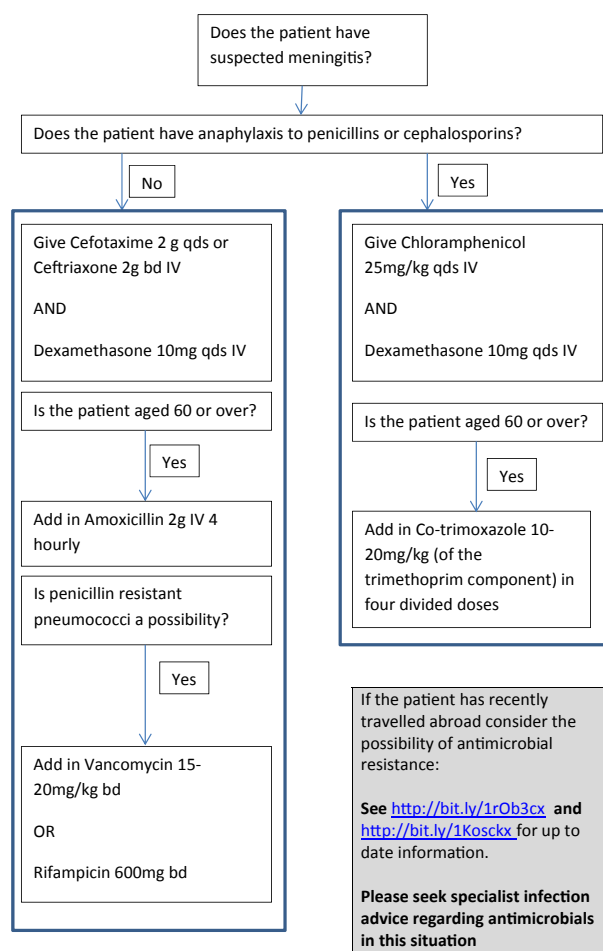 Does the patient have
suspected meningitis?
Does the patient have anaphylaxis to penicillins or cephalosporins?
No
Yes
Give Cefotaxime 2 g qds or
Ceftriaxone 2g bd IV
AND
Dexamethasone 10mg qds IV
Is the patient aged 60 or over?
Yes
Add in Amoxicillin 2g IV 4
hourly
Is penicillin resistant
pneumococci a possibility?
Yes
Add in Vancomycin 15-
20mg/kg bd
OR
Rifampicin 600mg bd
Give Chloramphenicol
25mg/kg qds IV
AND
Dexamethasone 10mg qds IV
Is the patient aged 60 or over?
Yes
Add in Co-trimoxazole 10-
20mg/kg (of the
trimethoprim component) in
four divided doses
If the patient has recently
travelled abroad consider the
possibility of antimicrobial
resistance:
See http://bit.ly/1rOb3cx and
http://bit.ly/1Kosckx for up to
date information.
Please seek specialist infection
advice regarding antimicrobials
in this situation